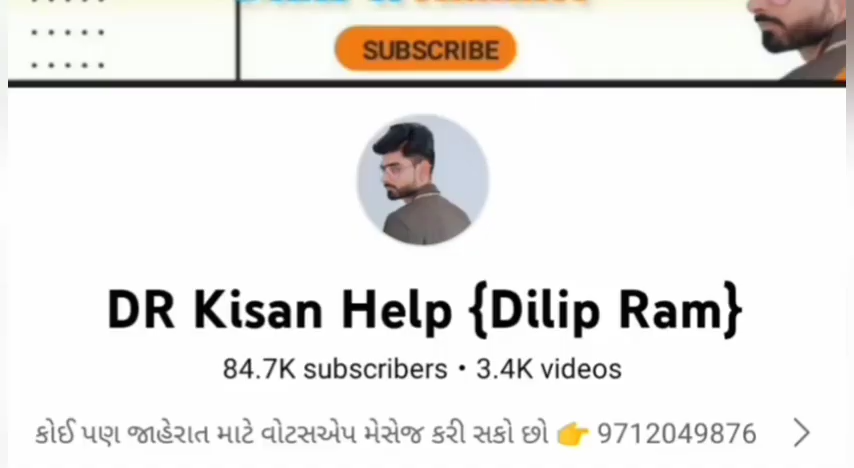 SUBSCRIBE
DR Kisan Help {Dilip Ram}
84.7K subscribers • 3.4K videos
કોઈ પણ જાહેરાત માટે વોટસએપ મેસેજ કરી સકો છો 👉 9712049876